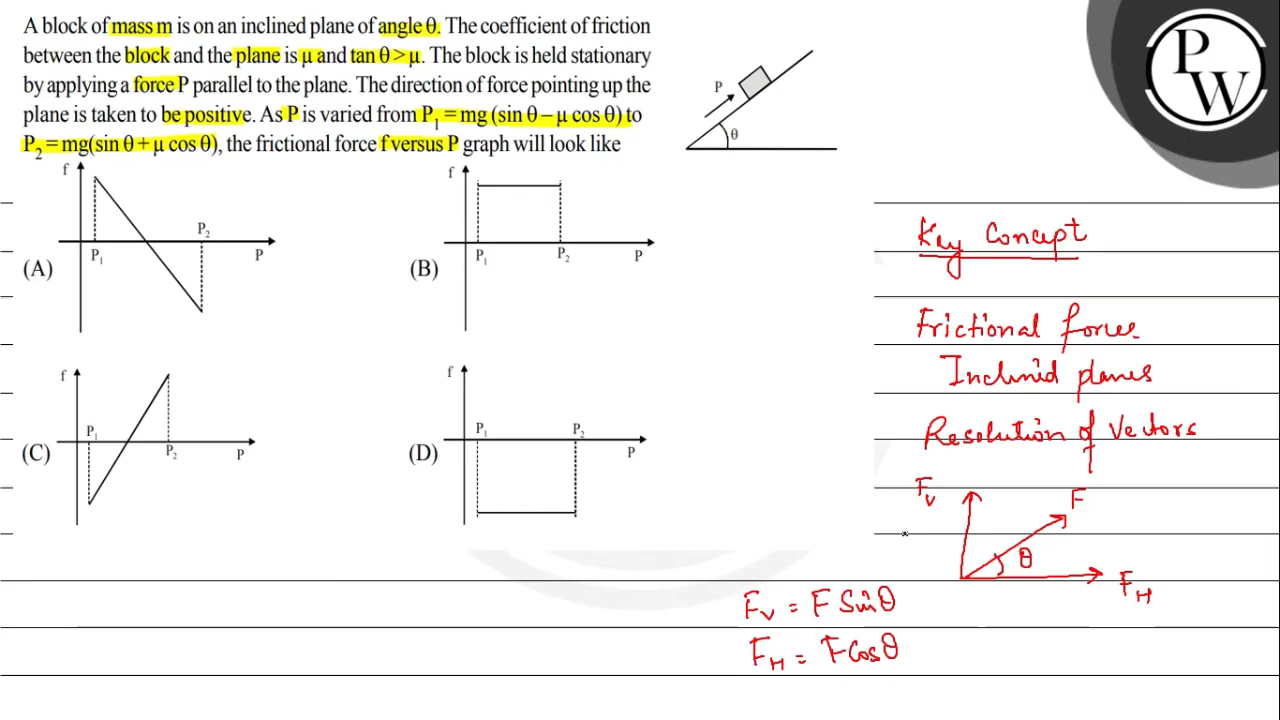 A block of mass m is on an inclined plane of angle θ. The coefficient of friction
between the block and the plane is μ and tan θ > μ. The block is held stationary
by applying a force P parallel to the plane. The direction of force pointing up the
plane is taken to be positive. As P is varied from P₁ = mg (sin θ – μ cos θ) to
P₂ = mg(sin θ + μ cos θ), the frictional force f versus P graph will look like
P
θ
P W
f
P₂
P₁
P
(A)
f
P₁
P₂
P
(B)
f
P₁
P₂
P
(C)
f
P₁
P₂
P
(D)
Key Concept
Frictional force
Inclined planes
Resolution of Vectors
F_V
F
θ
F_H
F_V = F Sinθ
F_H = F Cosθ